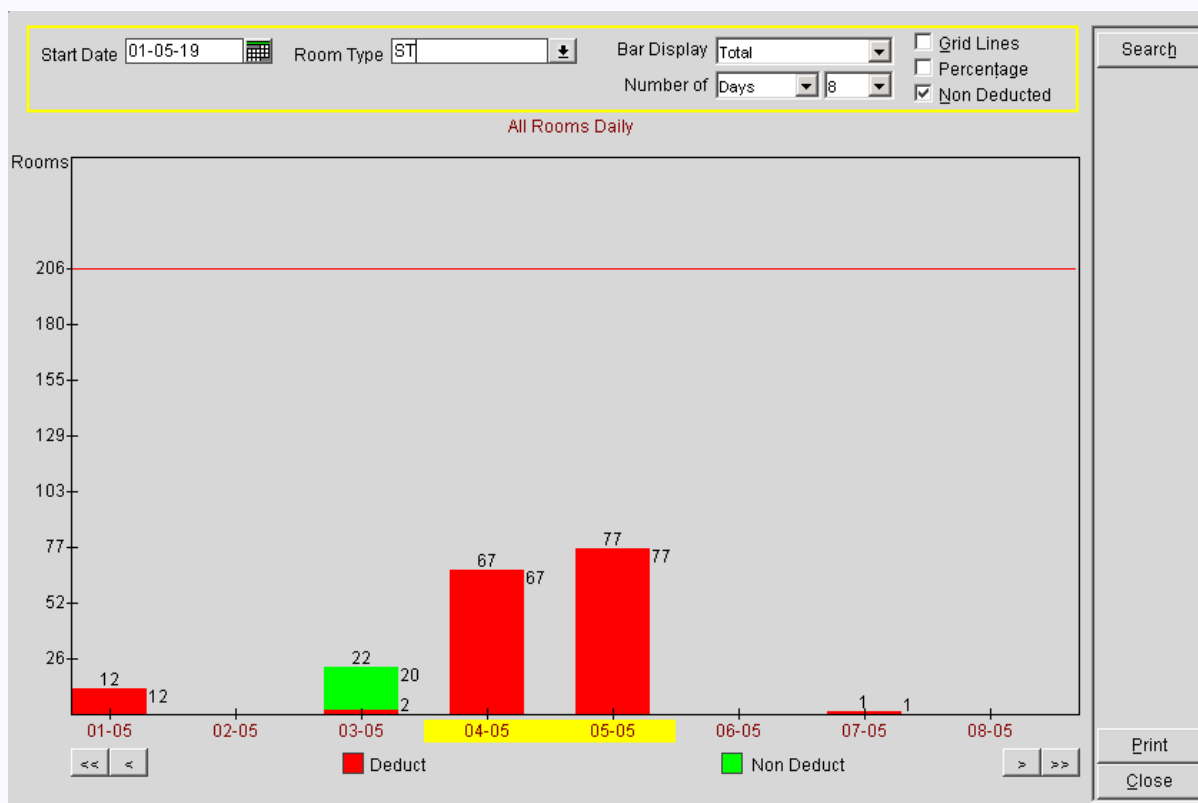 Start Date 01-05-19 Room Type ST Bar Display Total Grid Lines Search
Percentage
Number of Days 8 Non Deducted
All Rooms Daily
Rooms
206
180
155
129
103
77
52
26
12 12
22 20 2
67 67
77 77
1 1
01-05 02-05 03-05 04-05 05-05 06-05 07-05 08-05
<< < Deduct Non Deduct > >>
Print
Close